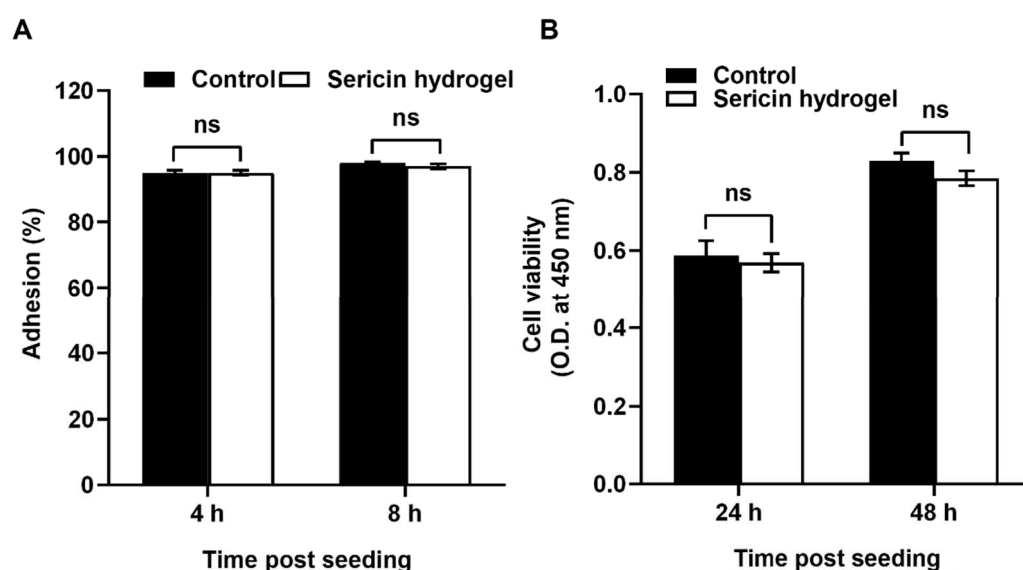 A
Control Sericin hydrogel
120
100
80
60
40
20
0
Adhesion (%)
ns
ns
4 h 8 h
Time post seeding
B
Control
Sericin hydrogel
1.0
0.8
0.6
0.4
0.2
0.0
Cell viability
(O.D. at 450 nm)
ns
ns
24 h 48 h
Time post seeding